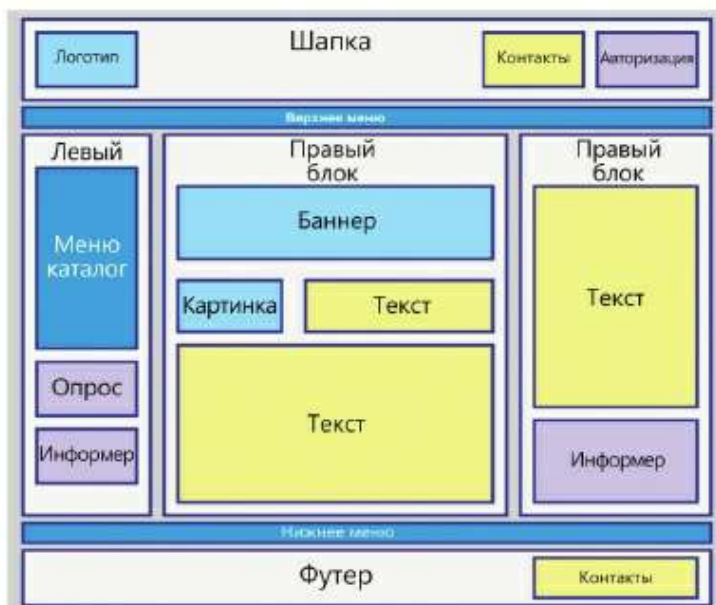 Шапка
Логотип
Контакты
Авторизация
Верхнее меню
Левый
Меню
каталог
Опрос
Информер
Правый
блок
Баннер
Картинка
Текст
Текст
Правый
блок
Текст
Информер
Нижнее меню
Футер
Контакты